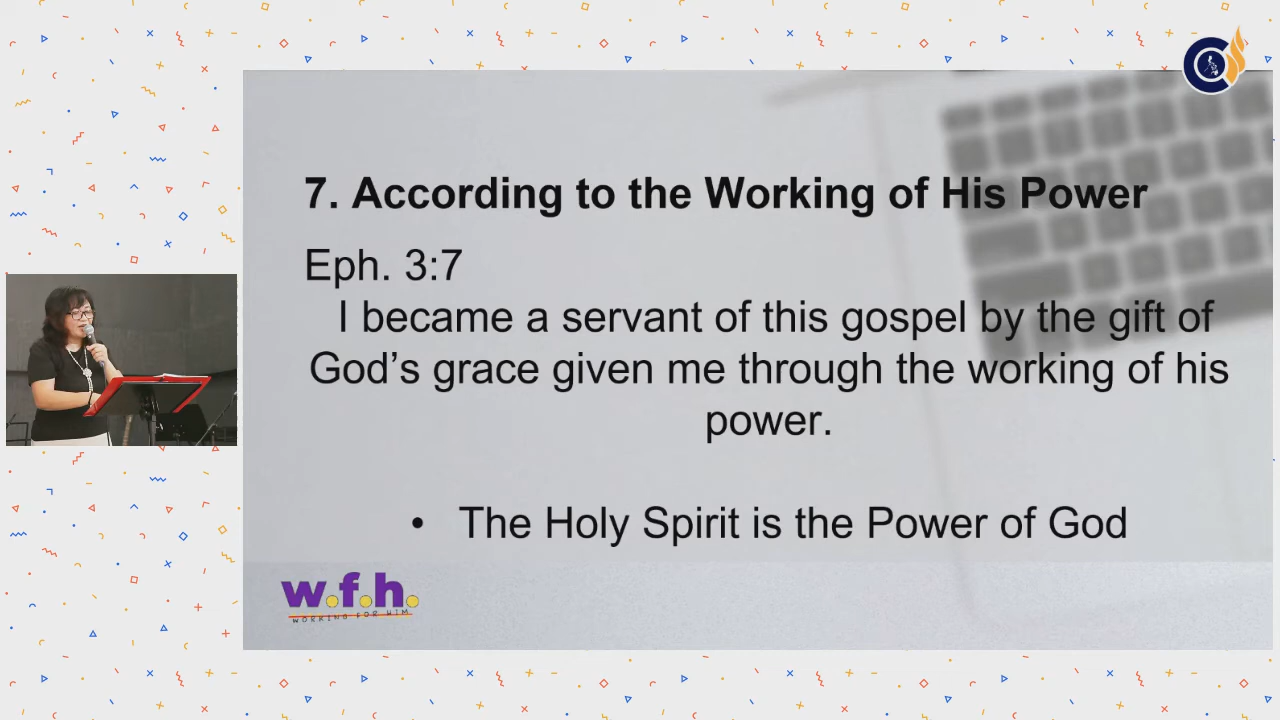 7. According to the Working of His Power
Eph. 3:7
I became a servant of this gospel by the gift of
God’s grace given me through the working of his
power.
• The Holy Spirit is the Power of God
w.f.h.
WORKING FOR HIM